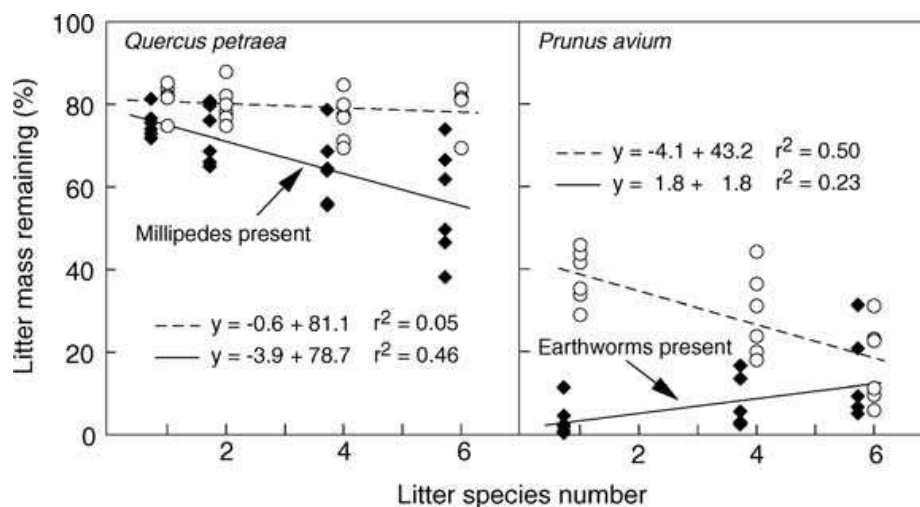 Quercus petraea
Prunus avium
Litter mass remaining (%)
100
80
60
40
20
0
Millipedes present
y = -0.6 + 81.1 r² = 0.05
y = -3.9 + 78.7 r² = 0.46
y = -4.1 + 43.2 r² = 0.50
y = 1.8 + 1.8 r² = 0.23
Earthworms present
2 4 6 2 4 6
Litter species number